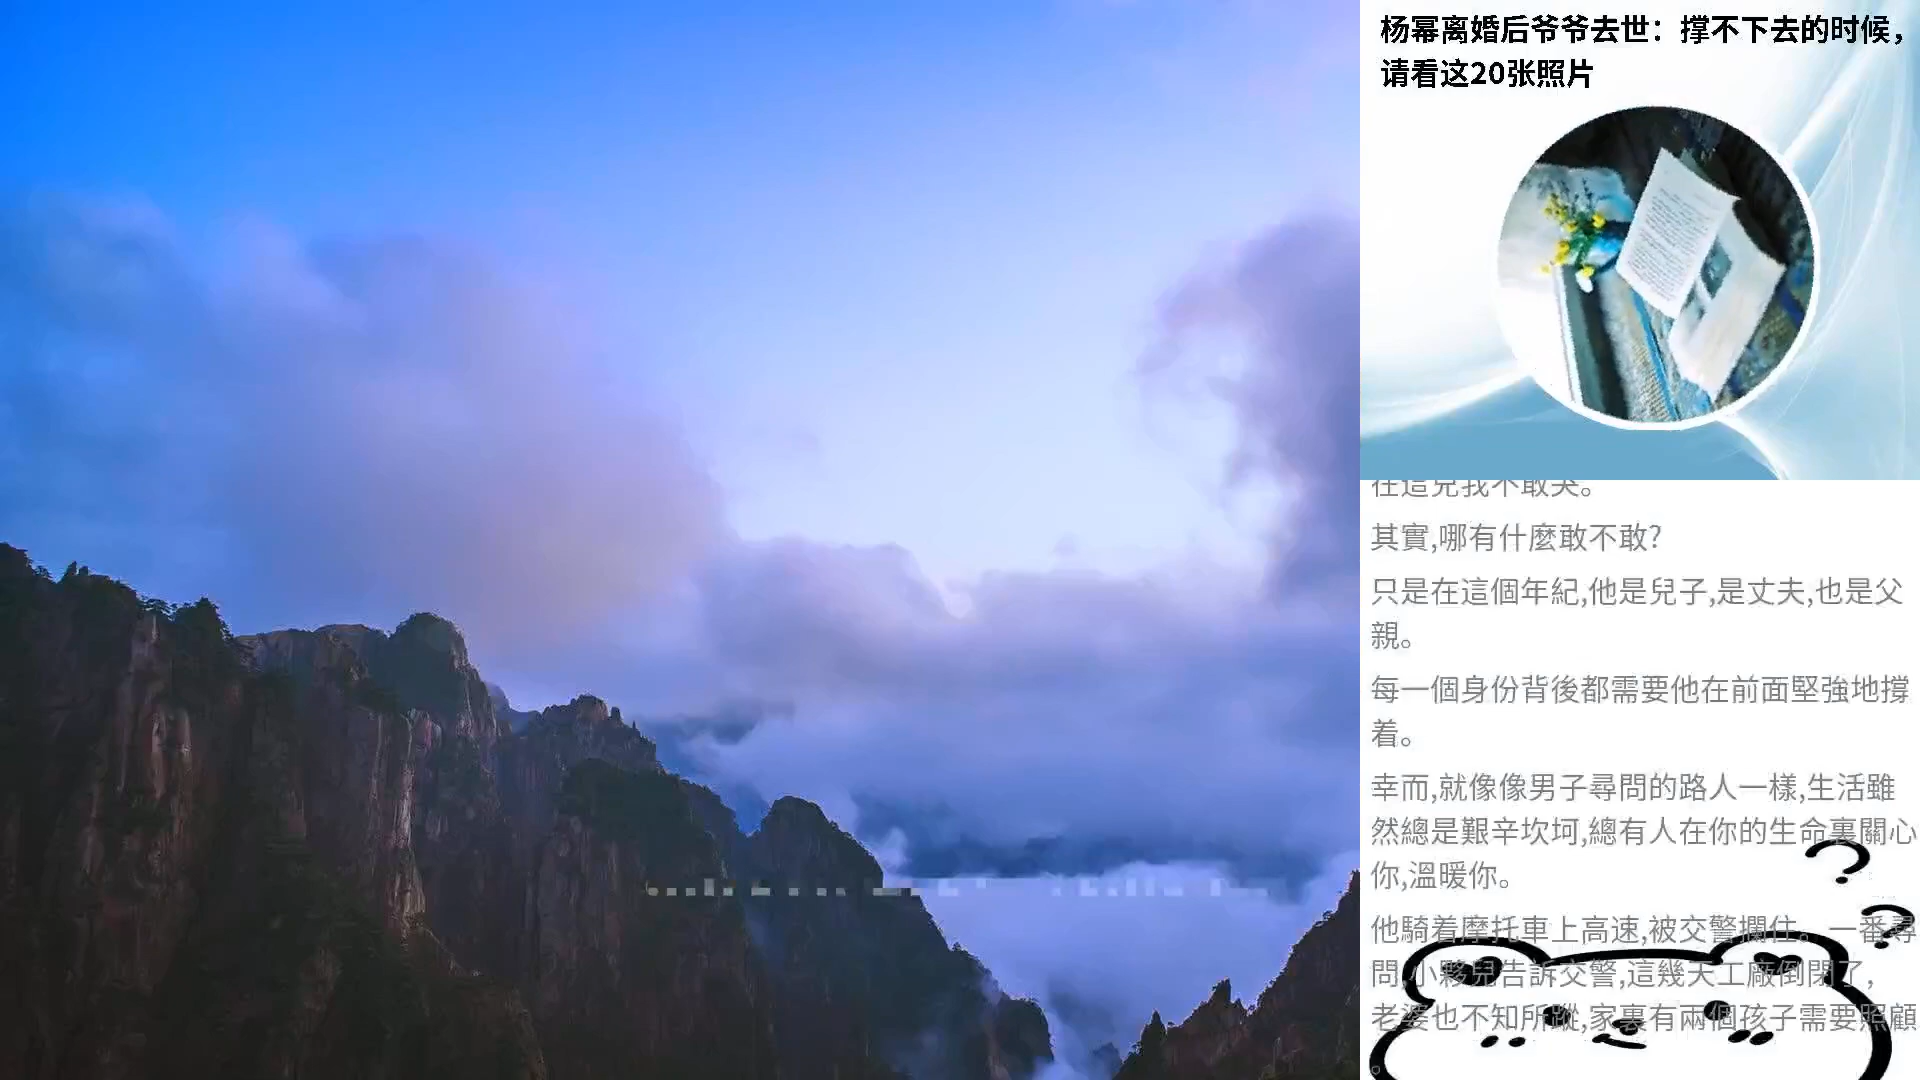 杨幂离婚后爷爷去世：撑不下去的时候，
请看这20张照片
在這兒我不敢哭。
其實,哪有什麼敢不敢?
只是在這個年紀,他是兒子,是丈夫,也是父
親。
每一個身份背後都需要他在前面堅強地撐
着。
幸而,就像像男子尋問的路人一樣,生活雖
然總是艱辛坎坷,總有人在你的生命裏關心
你,溫暖你。
他騎着摩托車上高速,被交警攔住。一番尋
問,小夥兒告訴交警,這幾天工廠倒閉了,
老婆也不知所蹤,家裏有兩個孩子需要照顧
。